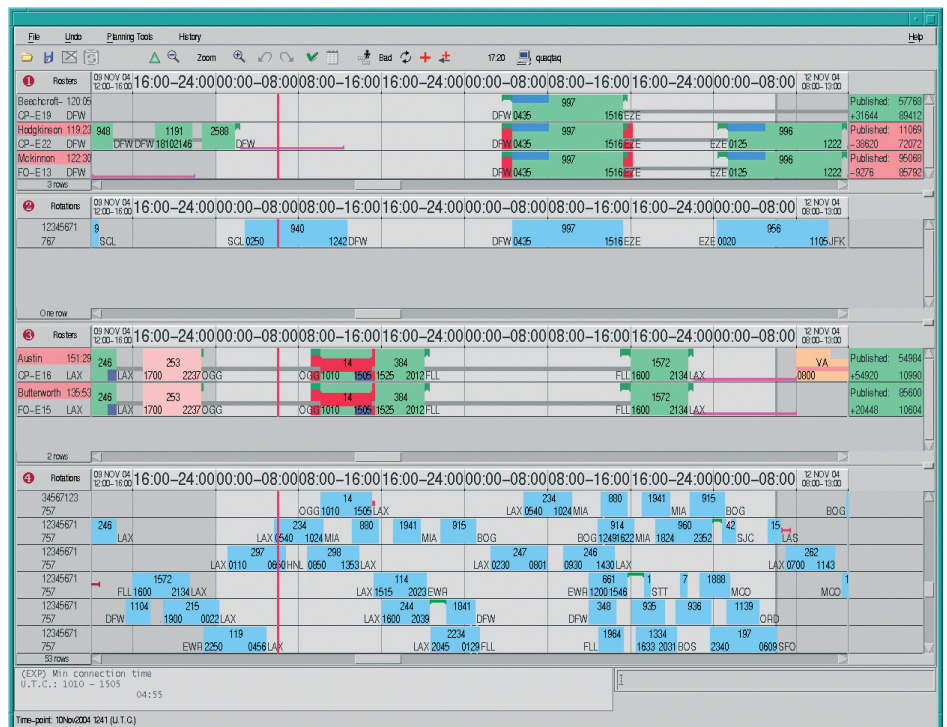 File Undo Planning Tools History Help
Zoom Bad 17:20 quaqtaq
1 Rosters 09 NOV 04 12:00-16:00 16:00-24:00 00:00-08:00 08:00-16:00 16:00-24:00 00:00-08:00 08:00-16:00 16:00-24:00 00:00-08:00 12 NOV 04 08:00-13:00
Beechcroft- 120:05 997 Published: 57768
CP-E19 DFW DFW 0435 1516 EZE +31644 89412
Hodgkinson 119:23 948 1191 2588 997 996 Published: 11069
CP-E22 DFW DFW DFW 1810 2146 DFW DFW 0435 1516 EZE EZE 0125 1222 -38620 72072
Mckinnon 122:30 997 996 Published: 95068
FO-E13 DFW DFW 0435 1516 EZE EZE 0125 1222 -9276 85792
3 rows
2 Rotations 09 NOV 04 12:00-16:00 16:00-24:00 00:00-08:00 08:00-16:00 16:00-24:00 00:00-08:00 08:00-16:00 16:00-24:00 00:00-08:00 12 NOV 04 08:00-13:00
12345671 9 940 997 956
767 SCL SCL 0250 1242 DFW DFW 0435 1516 EZE EZE 0020 1105 JFK
One row
3 Rosters 09 NOV 04 12:00-16:00 16:00-24:00 00:00-08:00 08:00-16:00 16:00-24:00 00:00-08:00 08:00-16:00 16:00-24:00 00:00-08:00 12 NOV 04 08:00-13:00
Austin 151:29 246 253 14 384 1572 VA Published: 54984
CP-E16 LAX LAX 1700 2237 OGG OGG 1010 1505 1525 2012 FLL FLL 1600 2134 LAX 0800 +54920 10990
Butterworth 135:53 246 253 14 384 1572 Published: 85600
FO-E15 LAX LAX 1700 2237 OGG OGG 1010 1505 1525 2012 FLL FLL 1600 2134 LAX +20448 10604
2 rows
4 Rotations 09 NOV 04 12:00-16:00 16:00-24:00 00:00-08:00 08:00-16:00 16:00-24:00 00:00-08:00 08:00-16:00 16:00-24:00 00:00-08:00 12 NOV 04 08:00-13:00
34567123 14 234 880 1941 915
757 OGG 1010 1505 LAX LAX 0540 1024 MIA MIA BOG BOG
12345671 246 234 880 1941 915 914 960 42 15
757 LAX LAX 0540 1024 MIA MIA BOG BOG 1249 1622 MIA 1824 2352 SJC LAS
12345671 297 298 247 246 262
757 LAX 0110 0650 HNL 0850 1353 LAX LAX 0230 0801 0930 1430 LAX LAX 0700 1143
12345671 1572 114 661 1 7 1888 1
757 FLL 1600 2134 LAX LAX 1515 2023 EWR EWR 1200 1546 STT MCO MCO
12345671 1104 215 244 1841 348 935 936 1139
757 DFW 1900 0022 LAX LAX 1600 2039 DFW DFW ORD
12345671 119 2234 1964 1334 197
757 EWR 2250 0456 LAX LAX 2045 0129 FLL FLL 1633 2031 BOS 2340 0609 SFO
53 rows
(EXP) Min connection time
U.T.C.: 1010 - 1505
04:55
Time-point: 10Nov2004 1241 (U.T.C.)